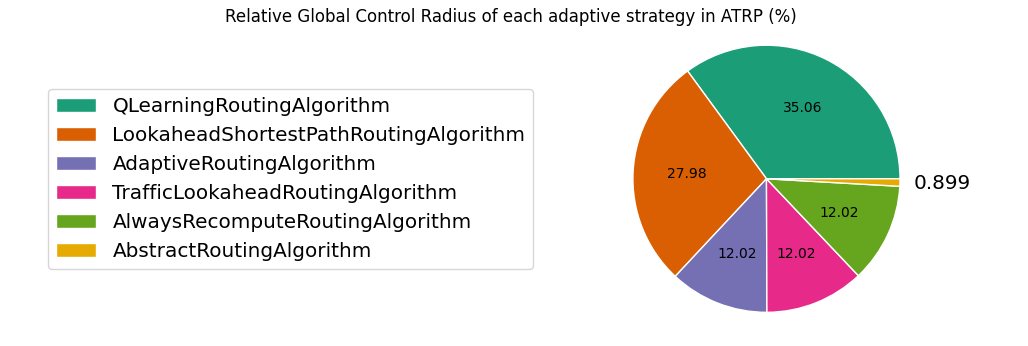 Relative Global Control Radius of each adaptive strategy in ATRP (%)
QLearningRoutingAlgorithm
LookaheadShortestPathRoutingAlgorithm
AdaptiveRoutingAlgorithm
TrafficLookaheadRoutingAlgorithm
AlwaysRecomputeRoutingAlgorithm
AbstractRoutingAlgorithm
35.06
27.98
0.899
12.02
12.02
12.02